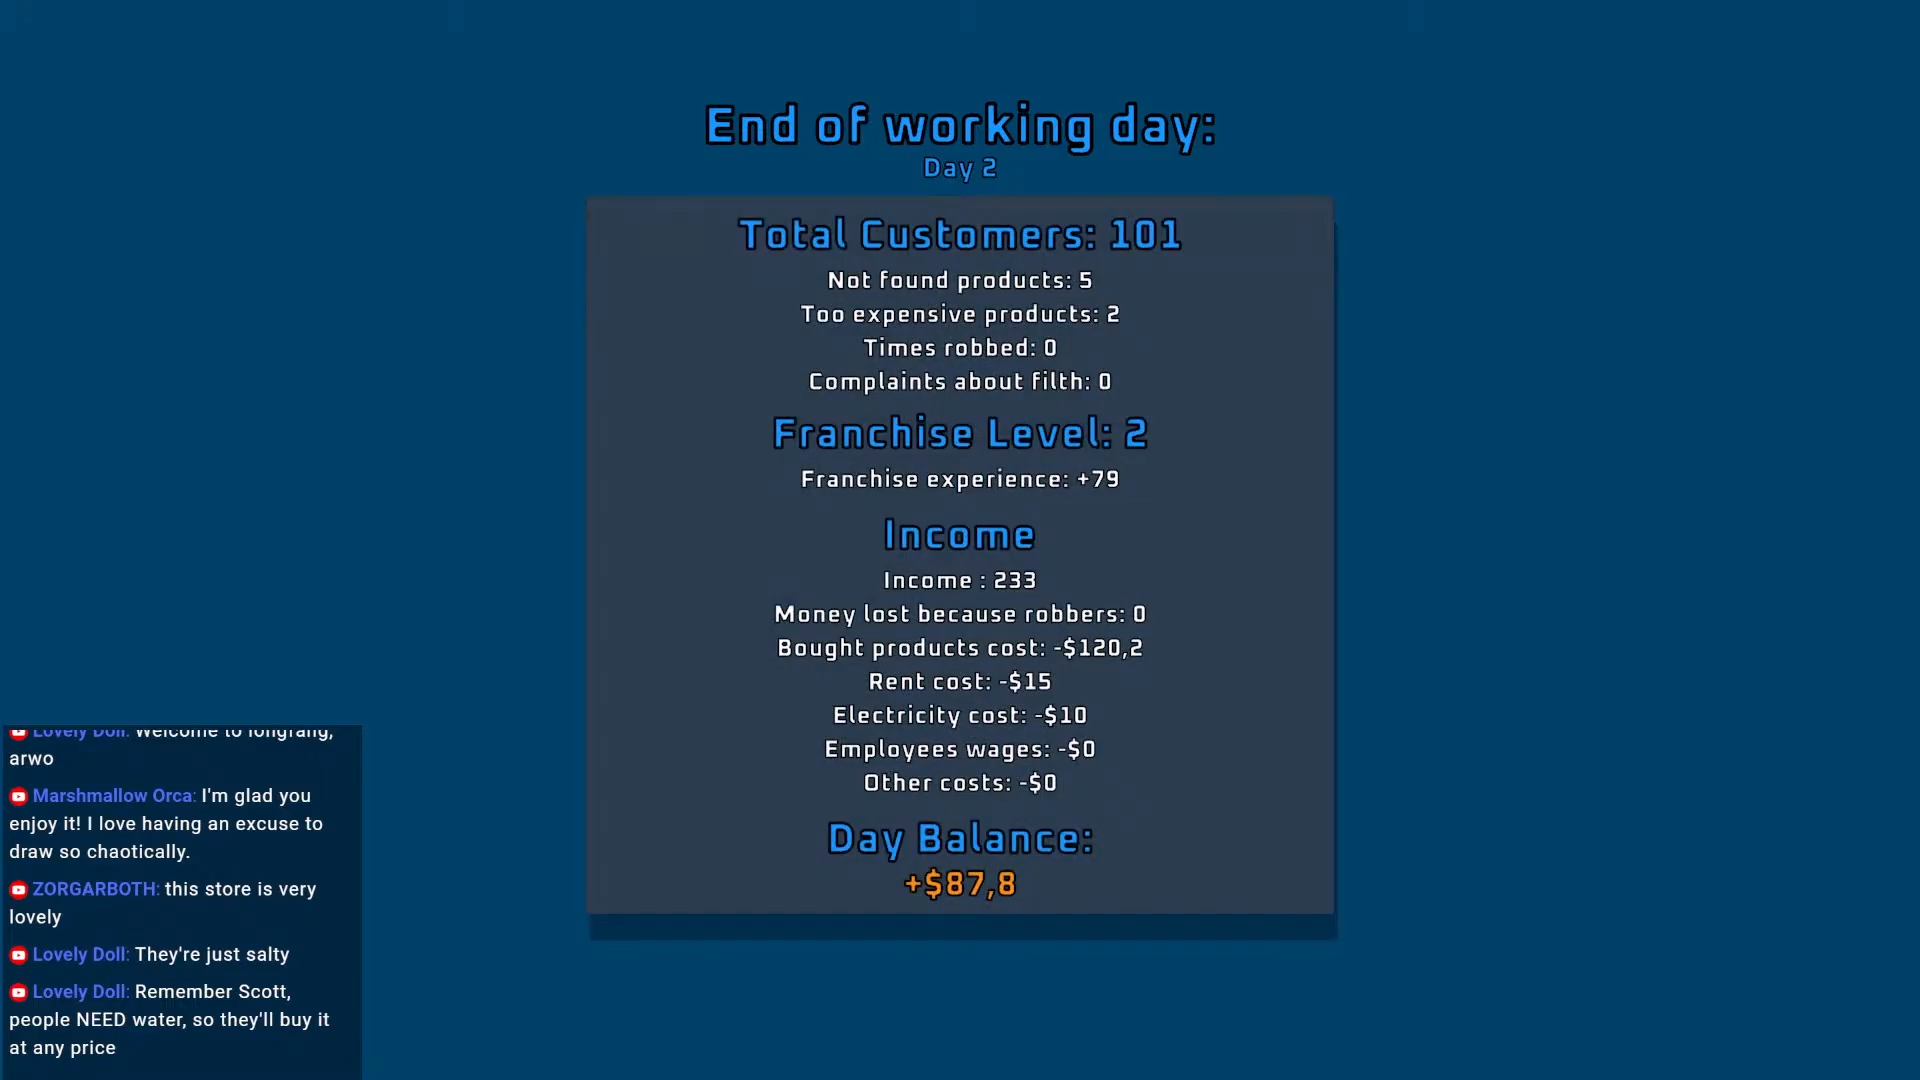 End of working day:
Day 2
Total Customers: 101
Not found products: 5
Too expensive products: 2
Times robbed: 0
Complaints about filth: 0
Franchise Level: 2
Franchise experience: +79
Income
Income : 233
Money lost because robbers: 0
Bought products cost: -$120,2
Rent cost: -$15
Electricity cost: -$10
Employees wages: -$0
Other costs: -$0
Day Balance:
+$87,8
Lovely Doll: Welcome to longfang,
arwo
Marshmallow Orca: I'm glad you
enjoy it! I love having an excuse to
draw so chaotically.
ZORGARBOTH: this store is very
lovely
Lovely Doll: They're just salty
Lovely Doll: Remember Scott,
people NEED water, so they'll buy it
at any price